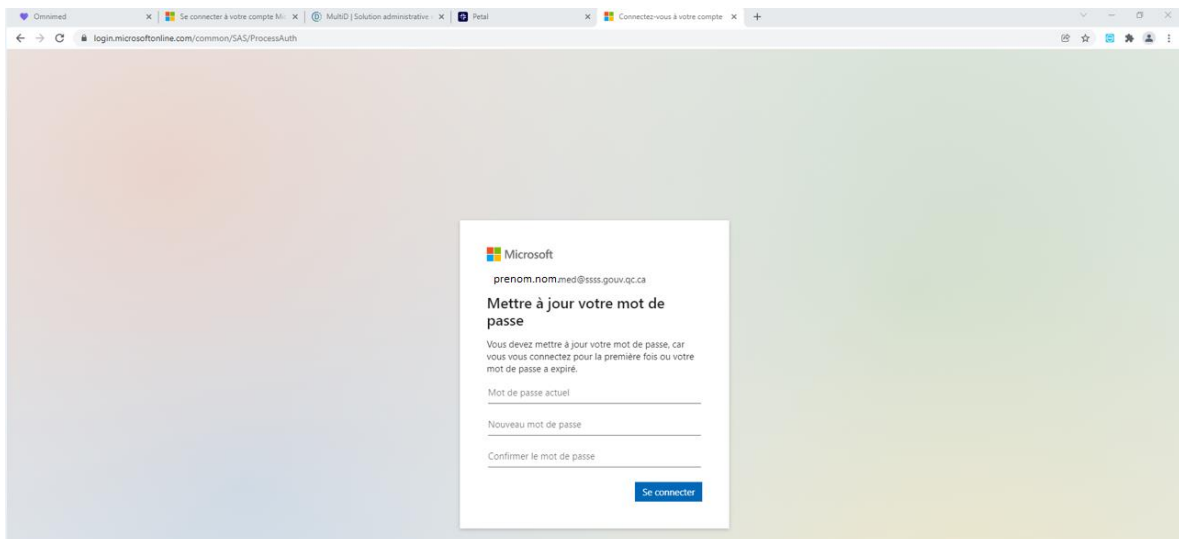 Omnimed
Se connecter à votre compte Mic
MultiD | Solution administrative
Petal
Connectez-vous à votre compte
login.microsoftonline.com/common/SAS/ProcessAuth
Microsoft
prenom.nom.med@ssss.gouv.qc.ca
Mettre à jour votre mot de
passe
Vous devez mettre à jour votre mot de passe, car
vous vous connectez pour la première fois ou votre
mot de passe a expiré.
Mot de passe actuel
Nouveau mot de passe
Confirmer le mot de passe
Se connecter